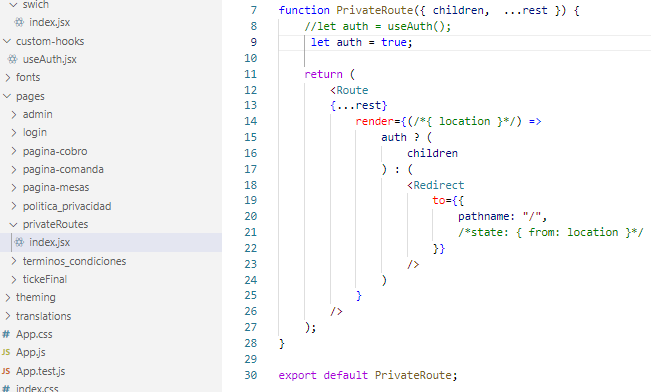 swich
index.jsx
custom-hooks
useAuth.jsx
fonts
pages
admin
login
pagina-cobro
pagina-comanda
pagina-mesas
politica_privacidad
privateRoutes
index.jsx
terminos_condiciones
tickeFinal
theming
translations
# App.css
JS App.js
JS App.test.js
# index.css
7 function PrivateRoute({ children,  ...rest }) {
8 //let auth = useAuth();
9 let auth = true;
10
11 return (
12 <Route
13 {...rest}
14 render={(/*{ location }*/) =>
15 auth ? (
16 children
17 ) : (
18 <Redirect
19 to={{
20 pathname: "/",
21 /*state: { from: location }*/
22 }}
23 />
24 )
25 }
26 />
27 );
28 }
29
30 export default PrivateRoute;